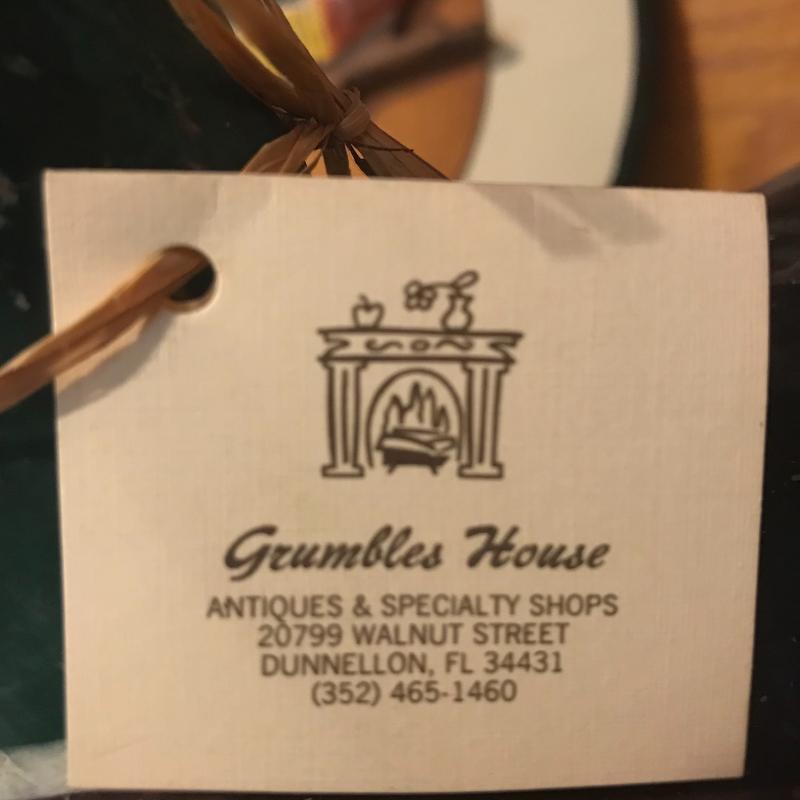 Grumbles House
ANTIQUES & SPECIALTY SHOPS
20799 WALNUT STREET
DUNNELLON, FL 34431
(352) 465-1460